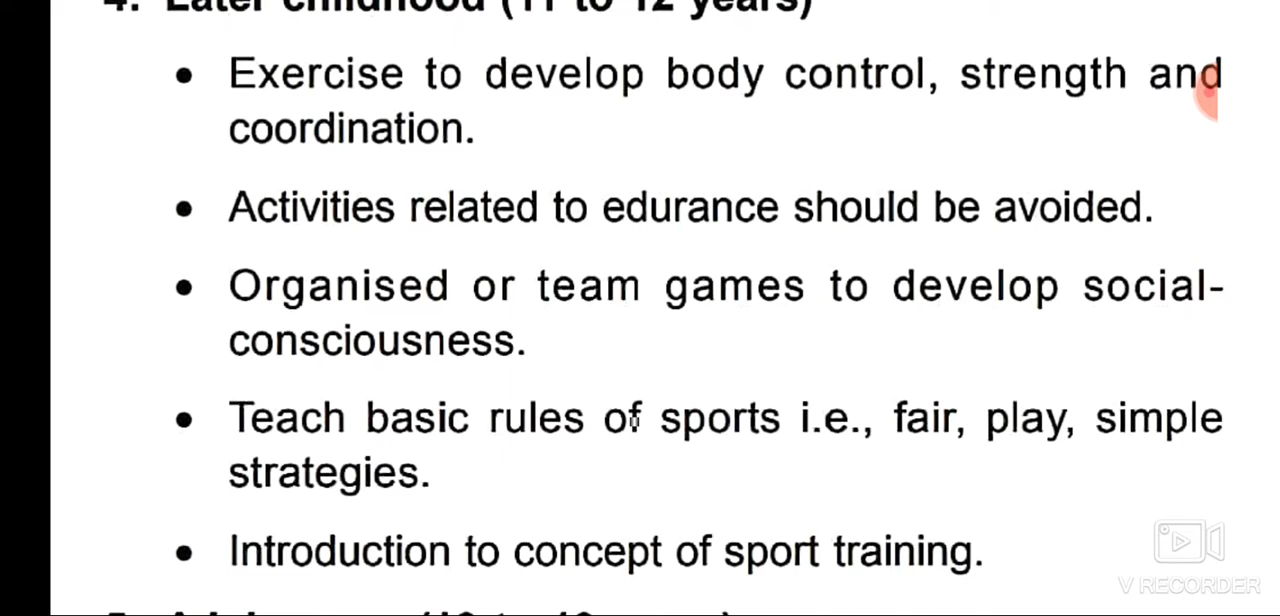 4. Later childhood (11 to 12 years)
• Exercise to develop body control, strength and
coordination.
• Activities related to edurance should be avoided.
• Organised or team games to develop social-
consciousness.
• Teach basic rules of sports i.e., fair, play, simple
strategies.
• Introduction to concept of sport training.
V RECORDER